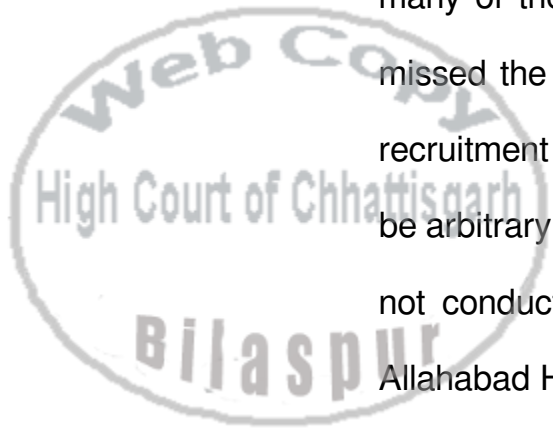 many of the
Web Copy
missed the
recruitment
High Court of Chhattisgarh
be arbitrary
not conduct
Bilaspur
Allahabad H